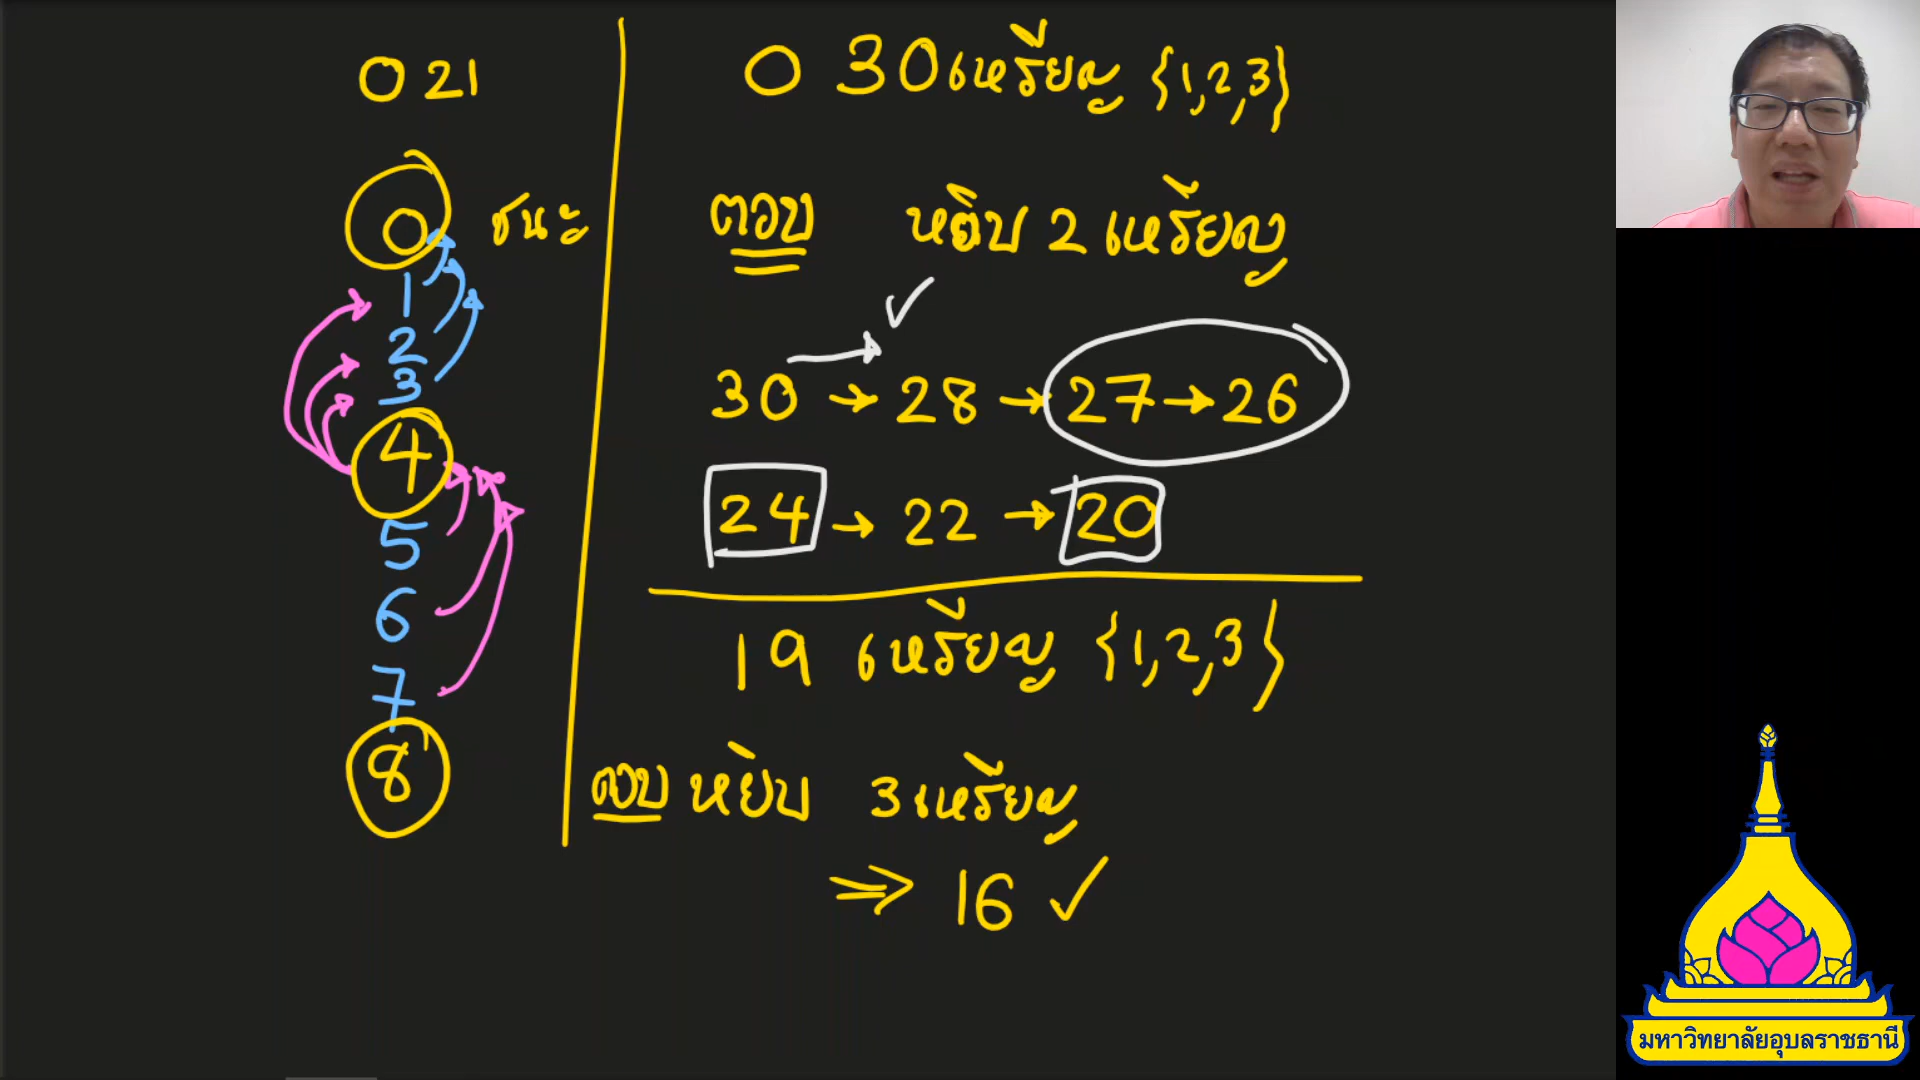 0 21
0 ชนะ
1
2
3
4
5
6
7
8
0 30 เหรียญ {1,2,3}
ตอบ หยิบ 2 เหรียญ
30 → 28 → 27 → 26
24 → 22 → 20
19 เหรียญ {1,2,3}
ตอบ หยิบ 3 เหรียญ
⇒ 16 ✓
มหาวิทยาลัยอุบลราชธานี